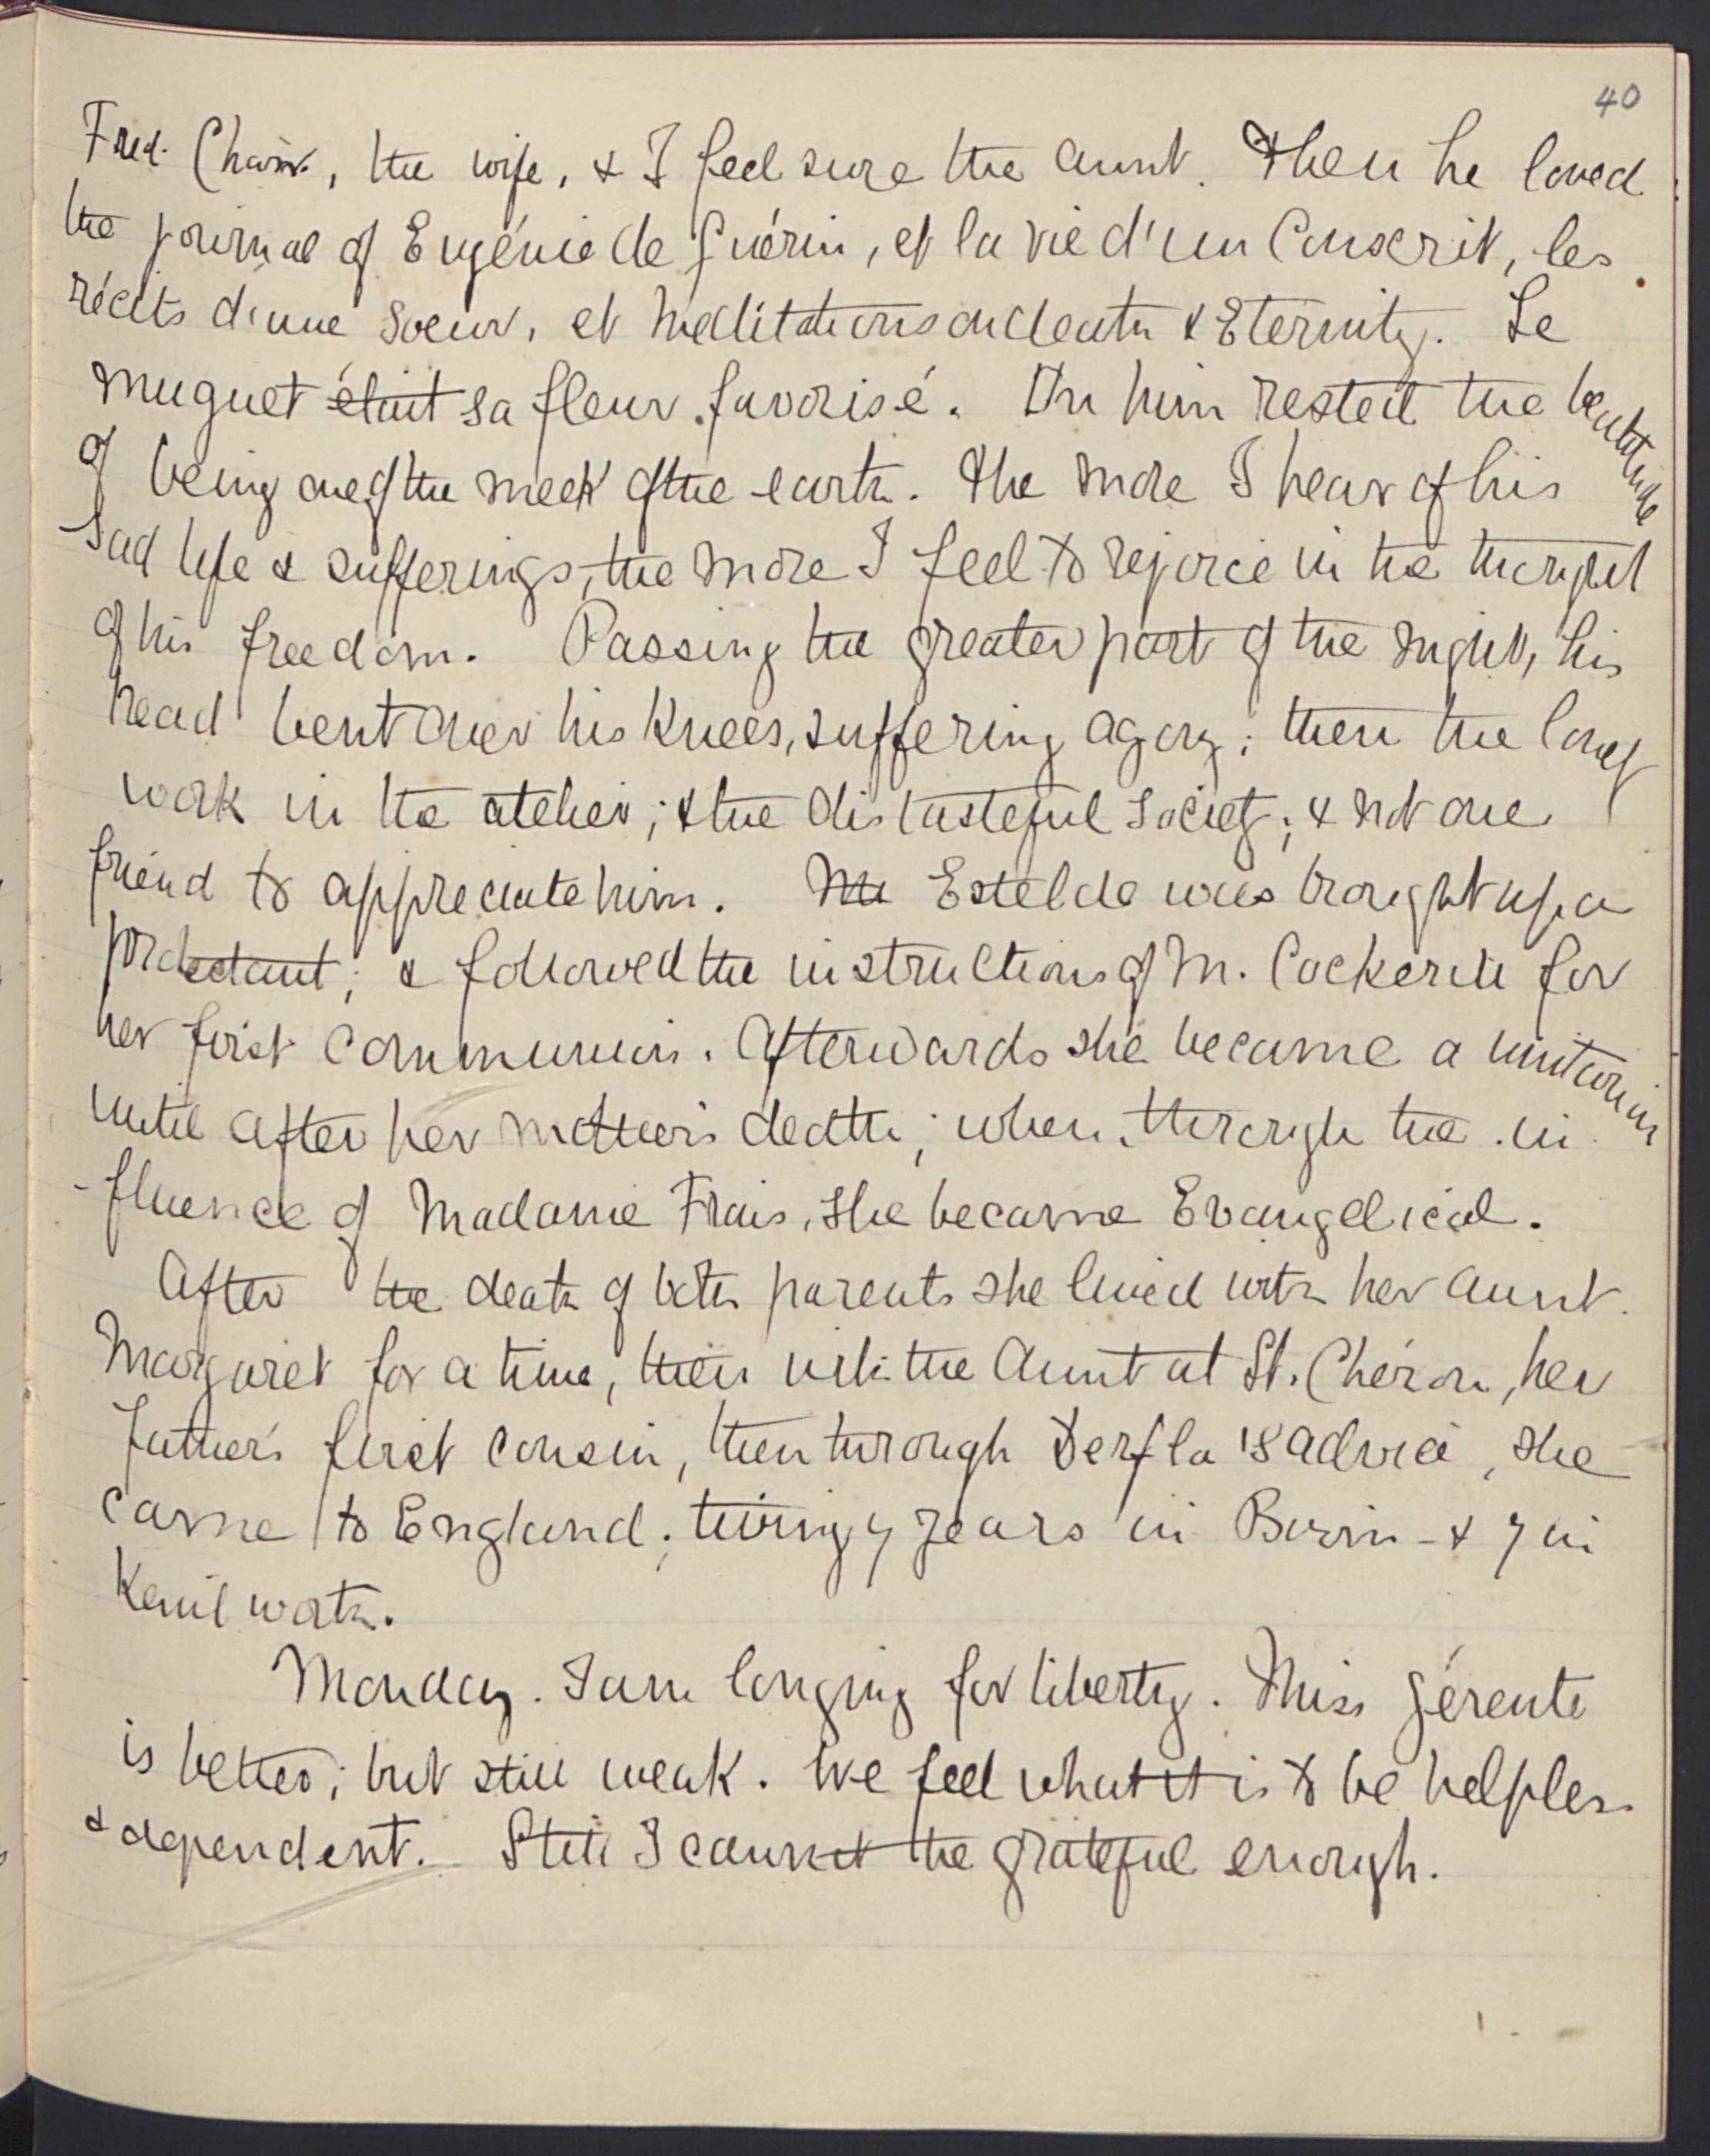 40
Fred. Chair., the wife, & I feel sure the Aunt. Then he loved
the journal of Eugénie de Guérin, et la vie d'un Conscrit, les
récits d'une soeur, et Meditations on death & Eternity. Le
muguet était sa fleur favorisé. On him rested the beatitude
of being one of the meek of the earth. The more I hear of his
sad life & sufferings, the more I feel to rejoice in the thought
of his freedom. Passing the greater part of the night, his
head bent over his knees, suffering agony; then the long
work in the atelier; & the distasteful society; & not one
friend to appreciate him. Estelde was brought up a
protestant; & followed the instructions of M. Cockerill for
her first Communion. Afterwards she became a unitarian
until after her mother's death; when, through the in
-fluence of Madame Frais, she became Evangelical.
After the death of both parents she lived with her Aunt
Margaret for a time, then with the Aunt at St. Chéron, her
father's first cousin, then through Derfla's advice, she
came to England; living 7 years in Birm - & 7 in
Kenilworth.
Monday. I am longing for liberty. Miss Gérente
is better; but still weak. We feel what it is to be helpless
& dependent. Still I cannot be grateful enough.